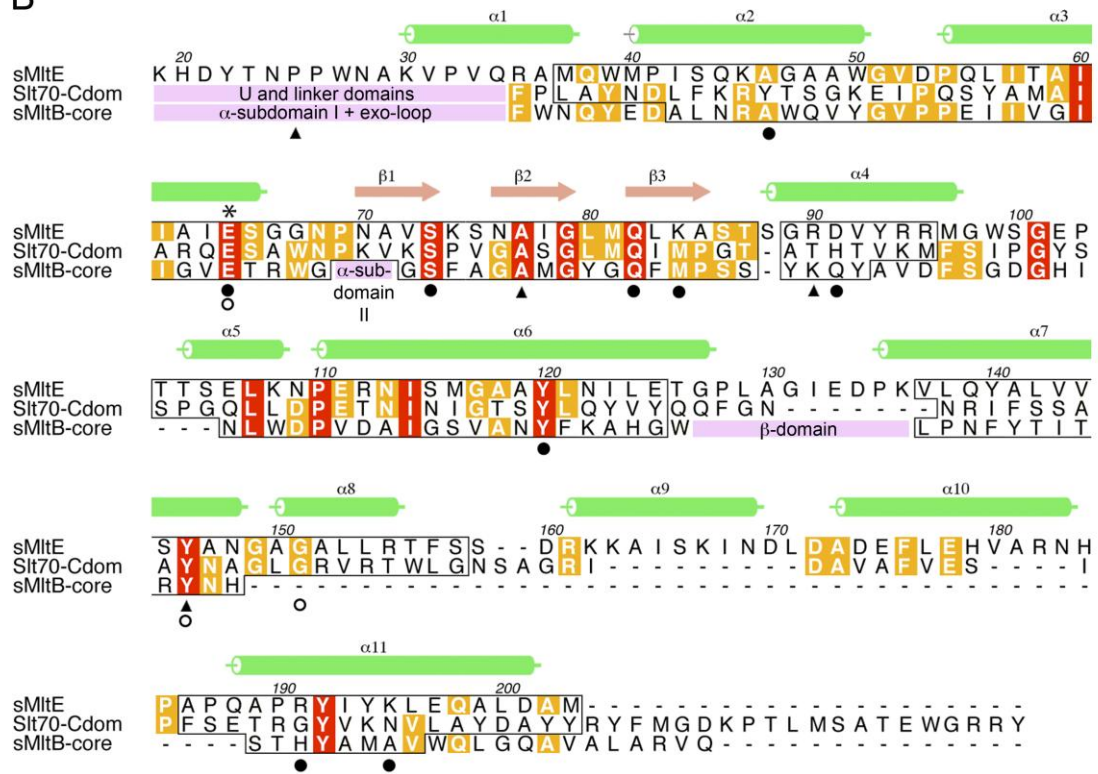 B
α1 α2 α3
20 30 40 50 60
sMltE K H D Y T N P P W N A K V P V Q R A M Q W M P I S Q K A G A A W G V D P Q L I T A I
Slt70-Cdom U and linker domains F P L A Y N D L F K R Y T S G K E I P Q S Y A M A I
sMltB-core α-subdomain I + exo-loop F W N Q Y E D A L N R A W Q V Y G V P P E I I V G I
β1 β2 β3 α4
* 70 80 90 100
sMltE I A I E S G G N P N A V S K S N A I G L M Q L K A S T S G R D V Y R R M G W S G E P
Slt70-Cdom A R Q E S A W N P K V K S P V G A S G L M Q I M P G T - A T H T V K M F S I P G Y S
sMltB-core I G V E T R W G α-sub- G S F A G A M G Y G Q F M P S S - Y K Q Y A V D F S G D G H I
domain
II
α5 α6 α7
110 120 130 140
sMltE T T S E L K N P E R N I S M G A A Y L N I L E T G P L A G I E D P K V L Q Y A L V V
Slt70-Cdom S P G Q L L D P E T N I N I G T S Y L Q Y V Y Q Q F G N - - - - - - - N R I F S S A
sMltB-core - - - N L W D P V D A I G S V A N Y F K A H G W β-domain L P N F Y T I T
α8 α9 α10
150 160 170 180
sMltE S Y A N G A G A L L R T F S S - - D R K K A I S K I N D L D A D E F L E H V A R N H
Slt70-Cdom A Y N A G L G R V R T W L G N S A G R I - - - - - - - - - D A V A F V E S - - - - I
sMltB-core R Y N H - - - - - - - - - - - - - - - - - - - - - - - - - - - - - - - - - - - - - -
α11
190 200
sMltE P A P Q A P R Y I Y K L E Q A L D A M - - - - - - - - - - - - - - - - - - - -
Slt70-Cdom P F S E T R G Y V K N V L A Y D A Y Y R Y F M G D K P T L M S A T E W G R R Y
sMltB-core - - - - S T H Y A M A V W Q L G Q A V A L A R V Q - - - - - - - - - - - - - -